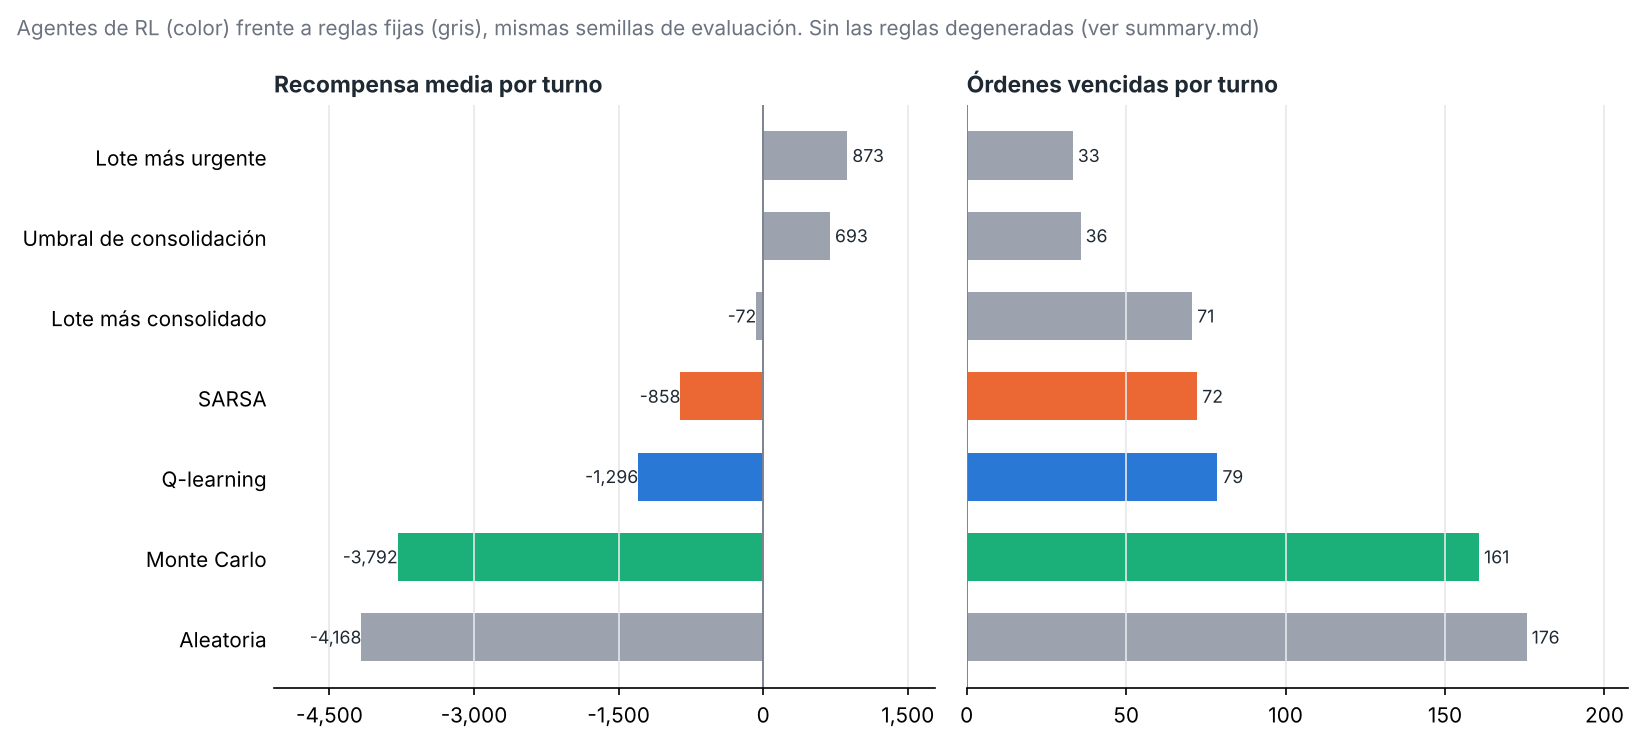 Agentes de RL (color) frente a reglas fijas (gris), mismas semillas de evaluación. Sin las reglas degeneradas (ver summary.md)
Recompensa media por turno
Órdenes vencidas por turno
Lote más urgente
873
33
Umbral de consolidación
693
36
Lote más consolidado
-72
71
SARSA
-858
72
Q-learning
-1,296
79
Monte Carlo
-3,792
161
Aleatoria
-4,168
176
-4,500 -3,000 -1,500 0 1,500
0 50 100 150 200